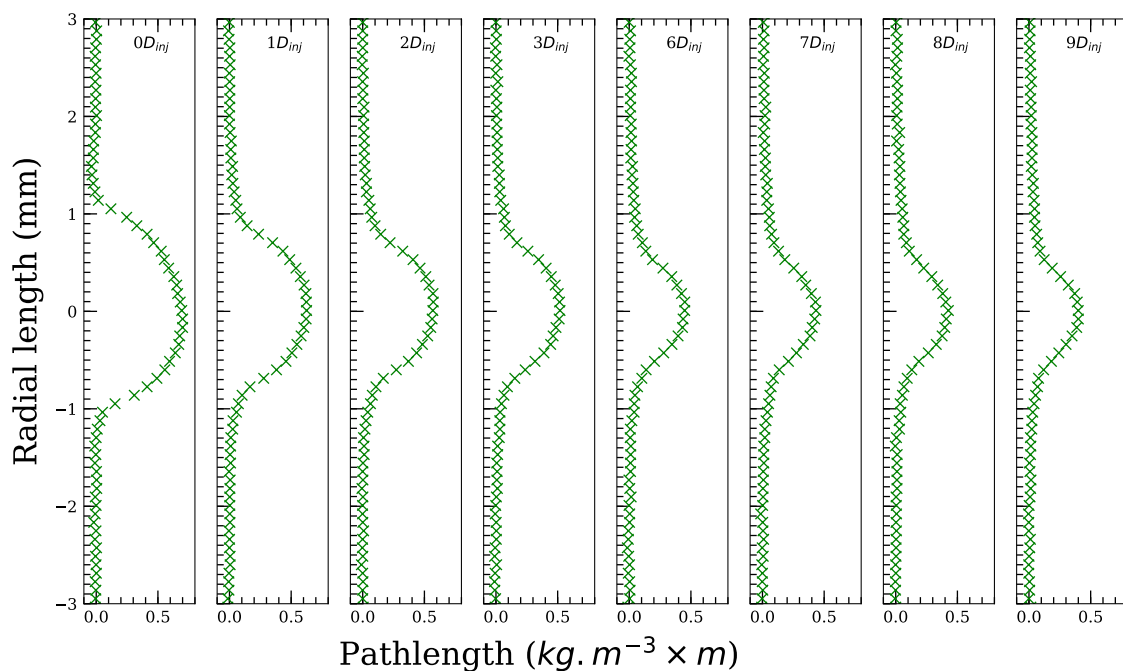 0D_inj 1D_inj 2D_inj 3D_inj 6D_inj 7D_inj 8D_inj 9D_inj
3
2
1
0
−1
−2
−3
Radial length (mm)
0.0 0.5 0.0 0.5 0.0 0.5 0.0 0.5 0.0 0.5 0.0 0.5 0.0 0.5 0.0 0.5
Pathlength (kg.m⁻³ × m)